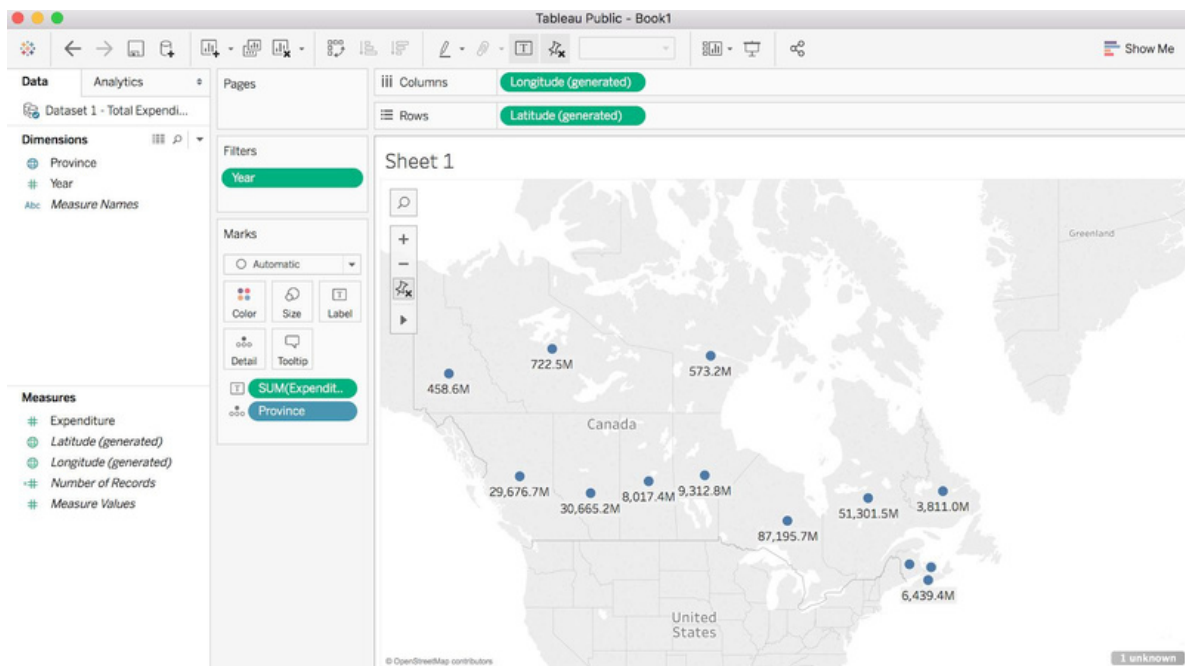 Tableau Public - Book1
Show Me
Data
Analytics
Dataset 1 - Total Expendi...
Dimensions
Province
Year
Abc Measure Names
Measures
Expenditure
Latitude (generated)
Longitude (generated)
Number of Records
Measure Values
Pages
Filters
Year
Marks
Automatic
Color
Size
Label
Detail
Tooltip
SUM(Expendit..
Province
Columns
Longitude (generated)
Rows
Latitude (generated)
Sheet 1
Greenland
722.5M
573.2M
458.6M
Canada
29,676.7M
30,665.2M
8,017.4M
9,312.8M
51,301.5M
3,811.0M
87,195.7M
6,439.4M
United
States
© OpenStreetMap contributors
1 unknown